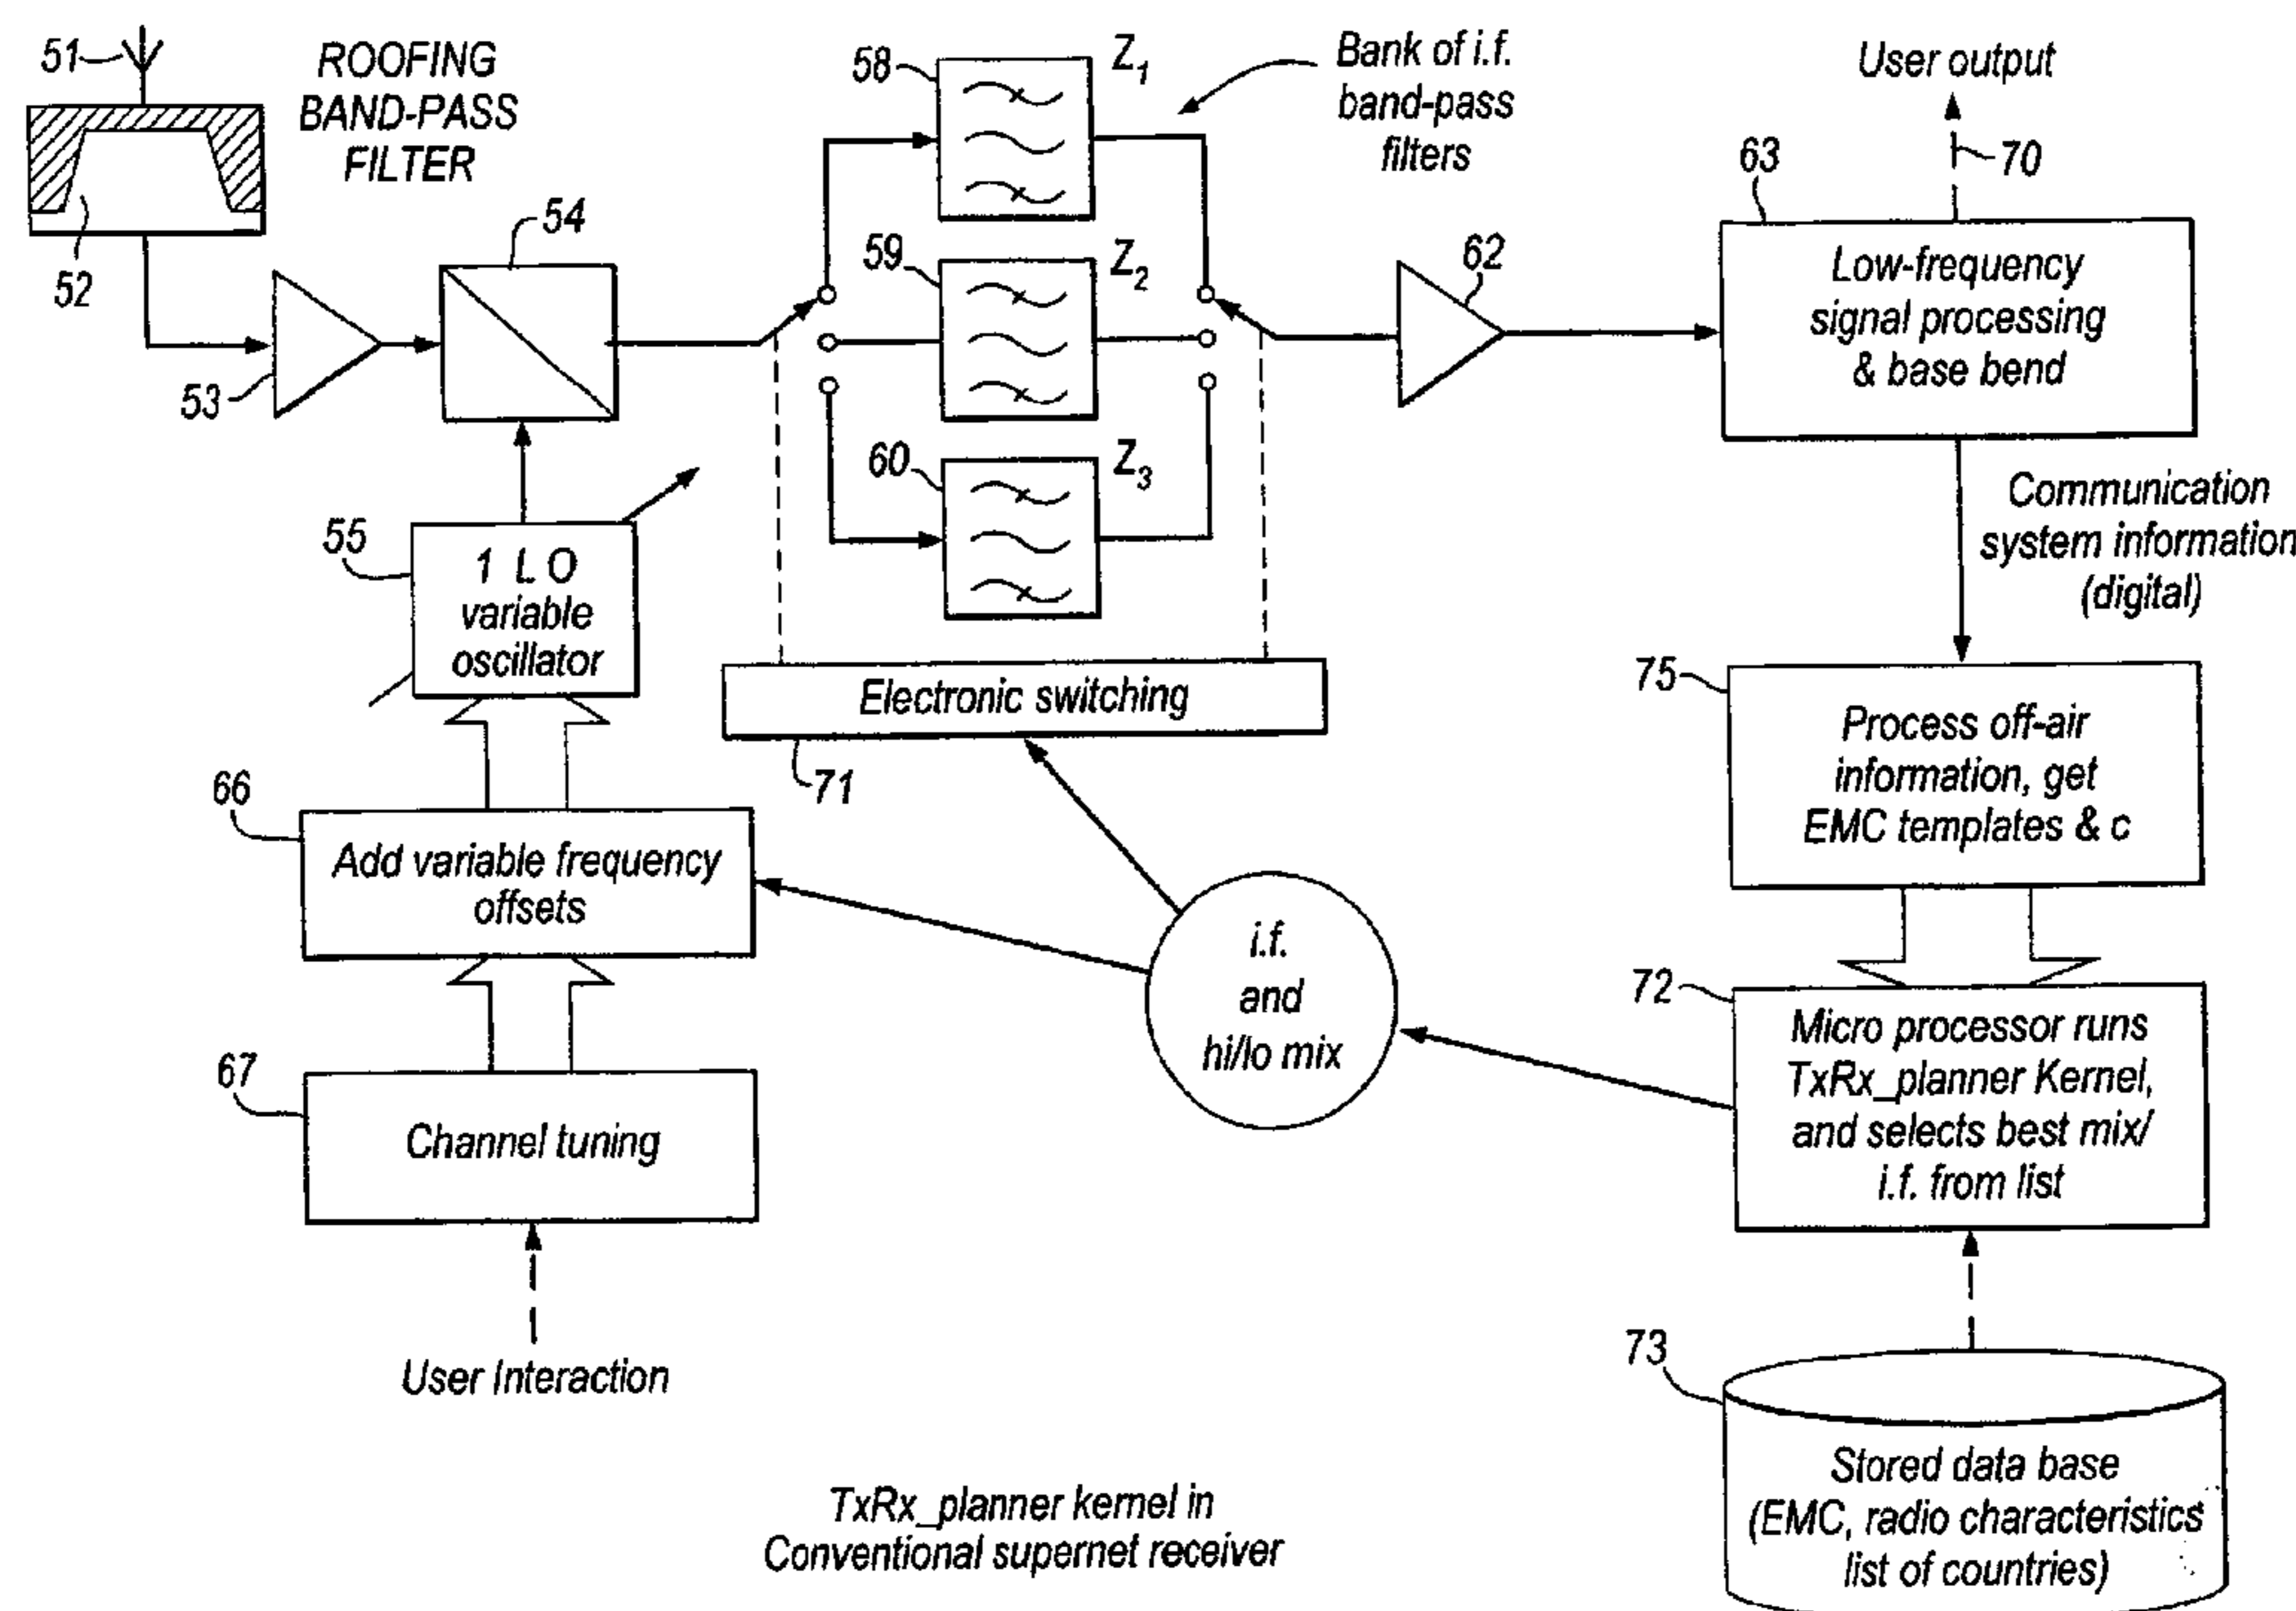 51
ROOFING
BAND-PASS
FILTER
52
53
54
58
Z1
Bank of i.f.
band-pass
filters
59
Z2
60
Z3
62
User output
70
63
Low-frequency
signal processing
& base bend
Communication
system information
(digital)
55
1 L O
variable
oscillator
Electronic switching
71
75
Process off-air
information, get
EMC templates & c
66
Add variable frequency
offsets
i.f.
and
hi/lo mix
72
Micro processor runs
TxRx_planner Kernel,
and selects best mix/
i.f. from list
67
Channel tuning
User Interaction
73
Stored data base
(EMC, radio characteristics
list of countries)
TxRx_planner kernel in
Conventional supernet receiver